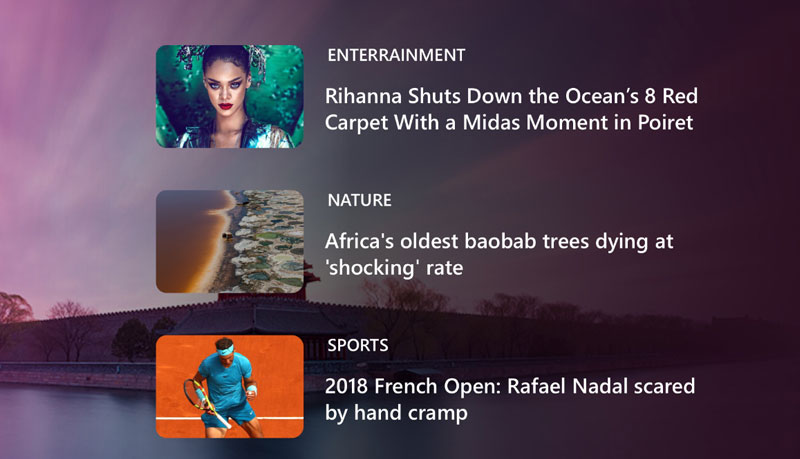 ENTERRAINMENT
Rihanna Shuts Down the Ocean’s 8 Red
Carpet With a Midas Moment in Poiret
NATURE
Africa's oldest baobab trees dying at
'shocking' rate
SPORTS
2018 French Open: Rafael Nadal scared
by hand cramp